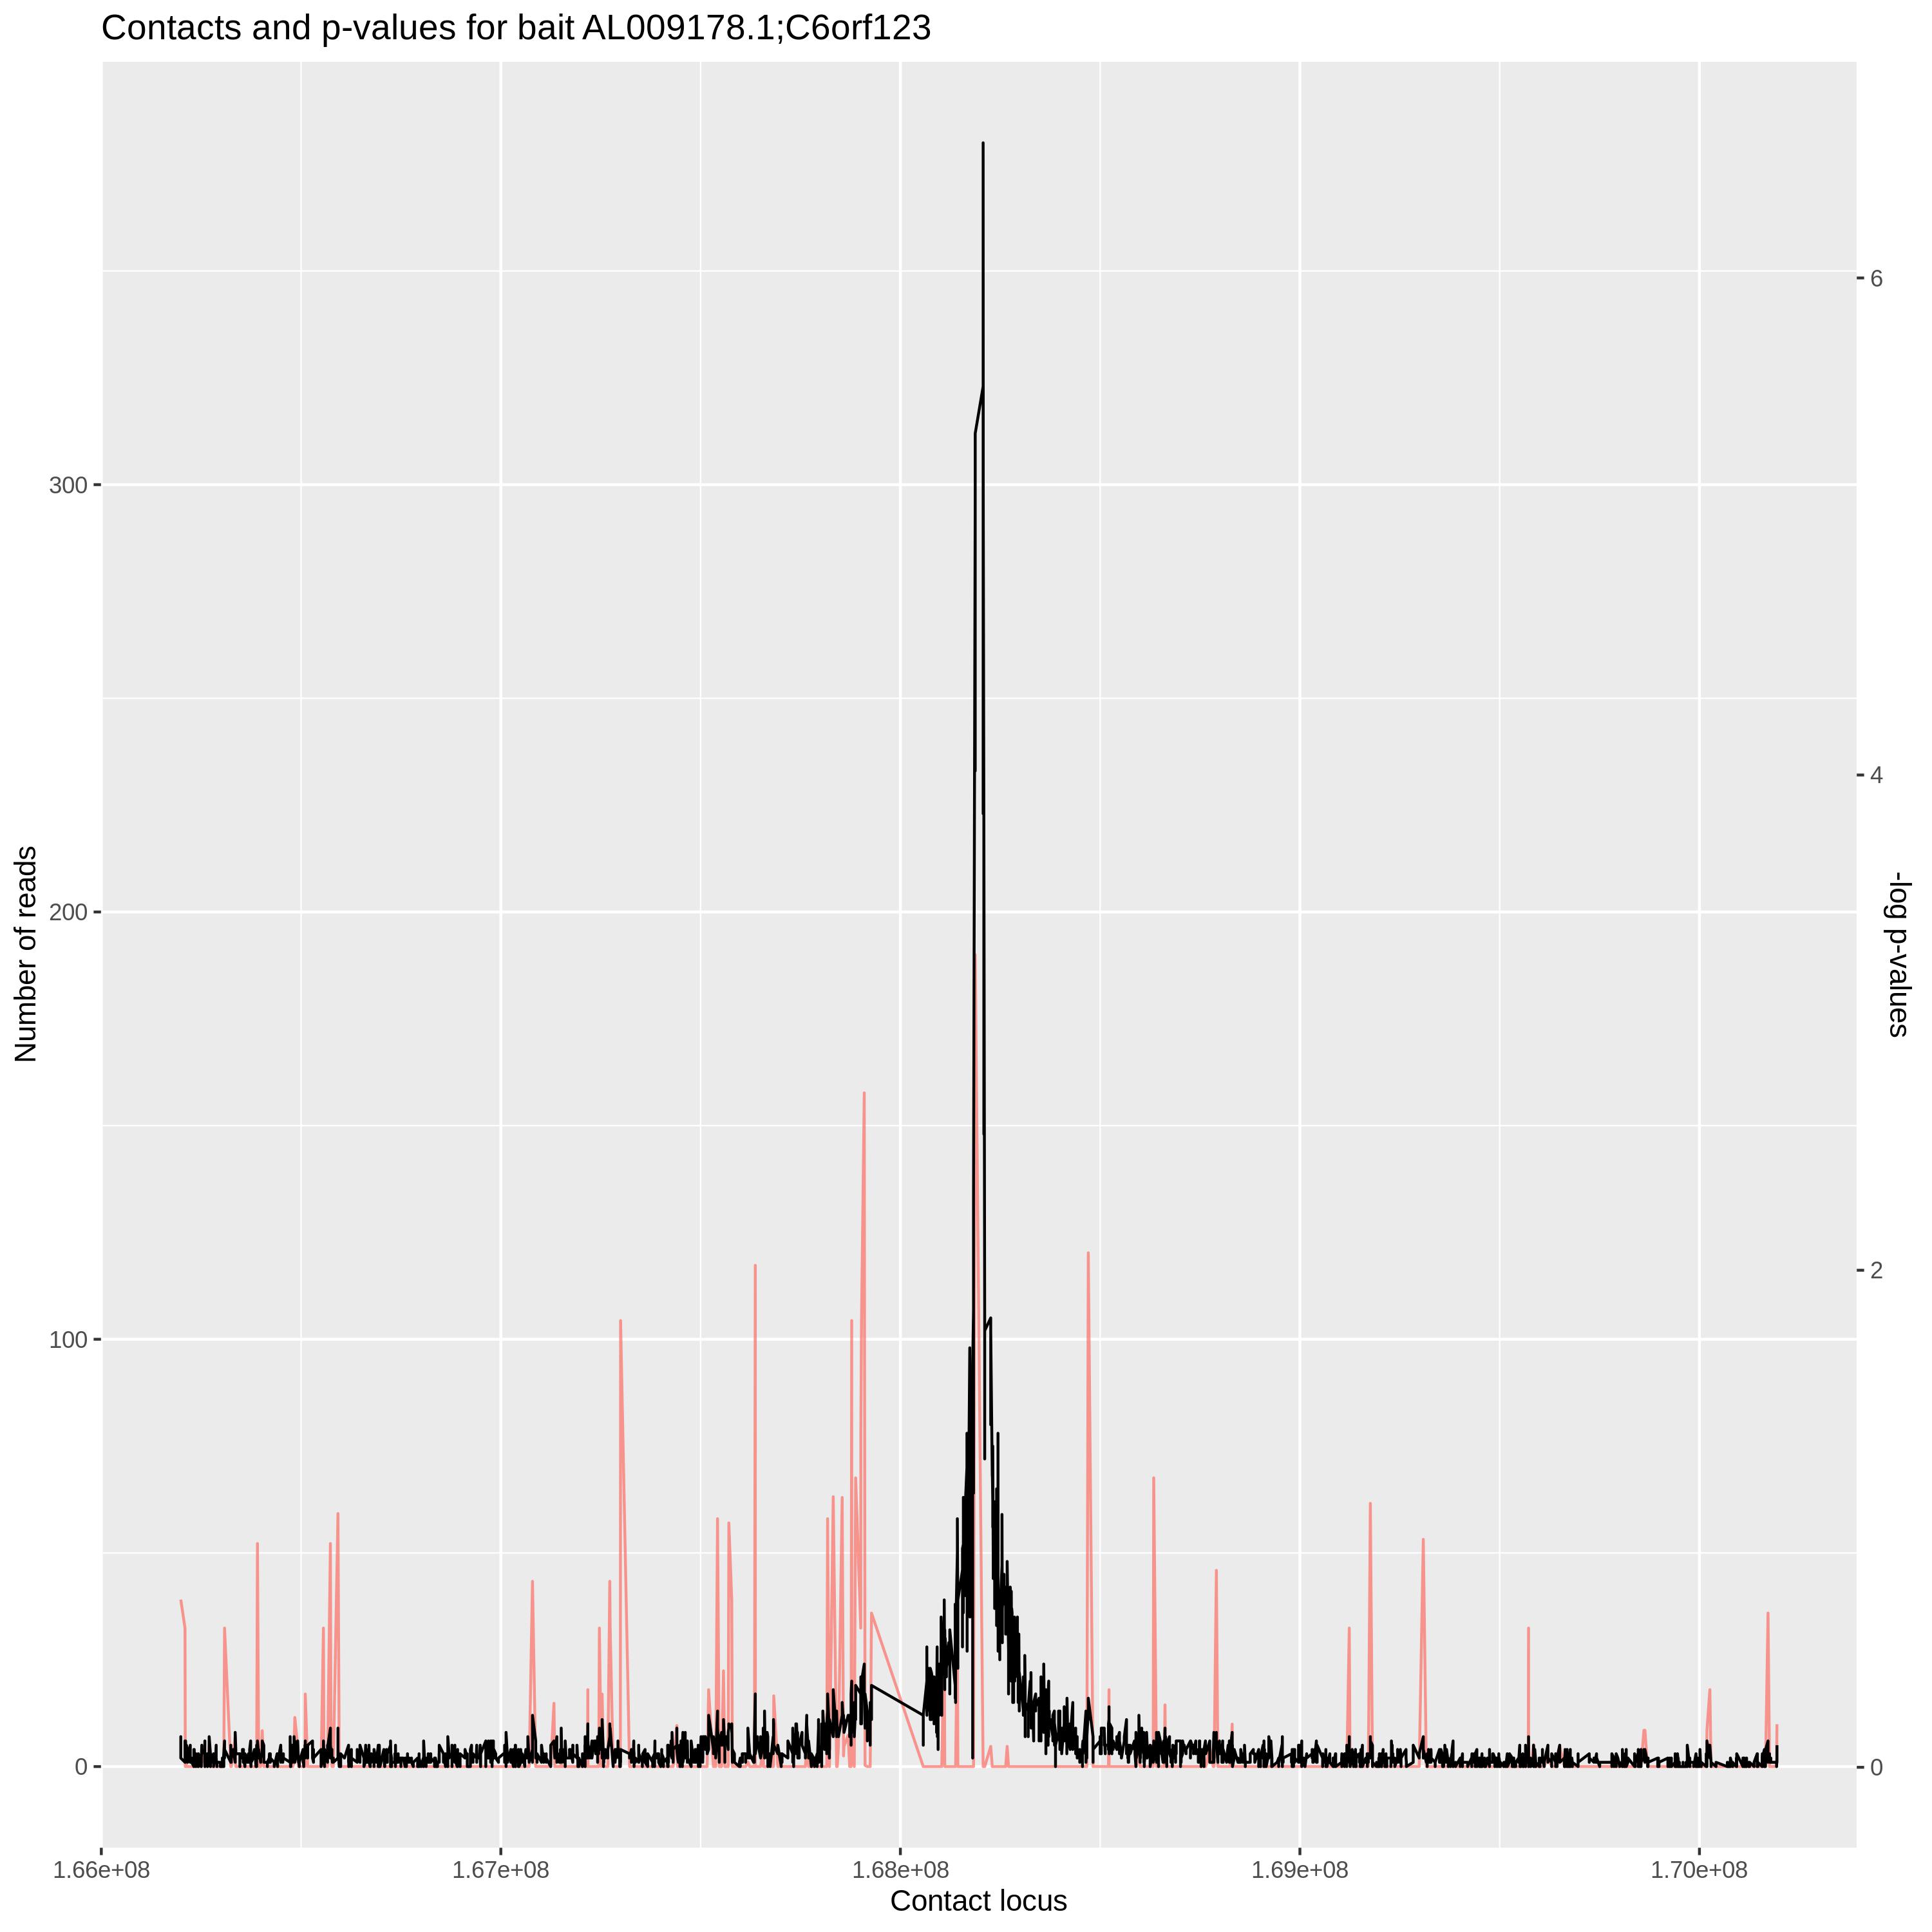 Contacts and p-values for bait AL009178.1;C6orf123
Number of reads
300
200
100
0
6
4
2
0
-log p-values
1.66e+08 1.67e+08 1.68e+08 1.69e+08 1.70e+08
Contact locus